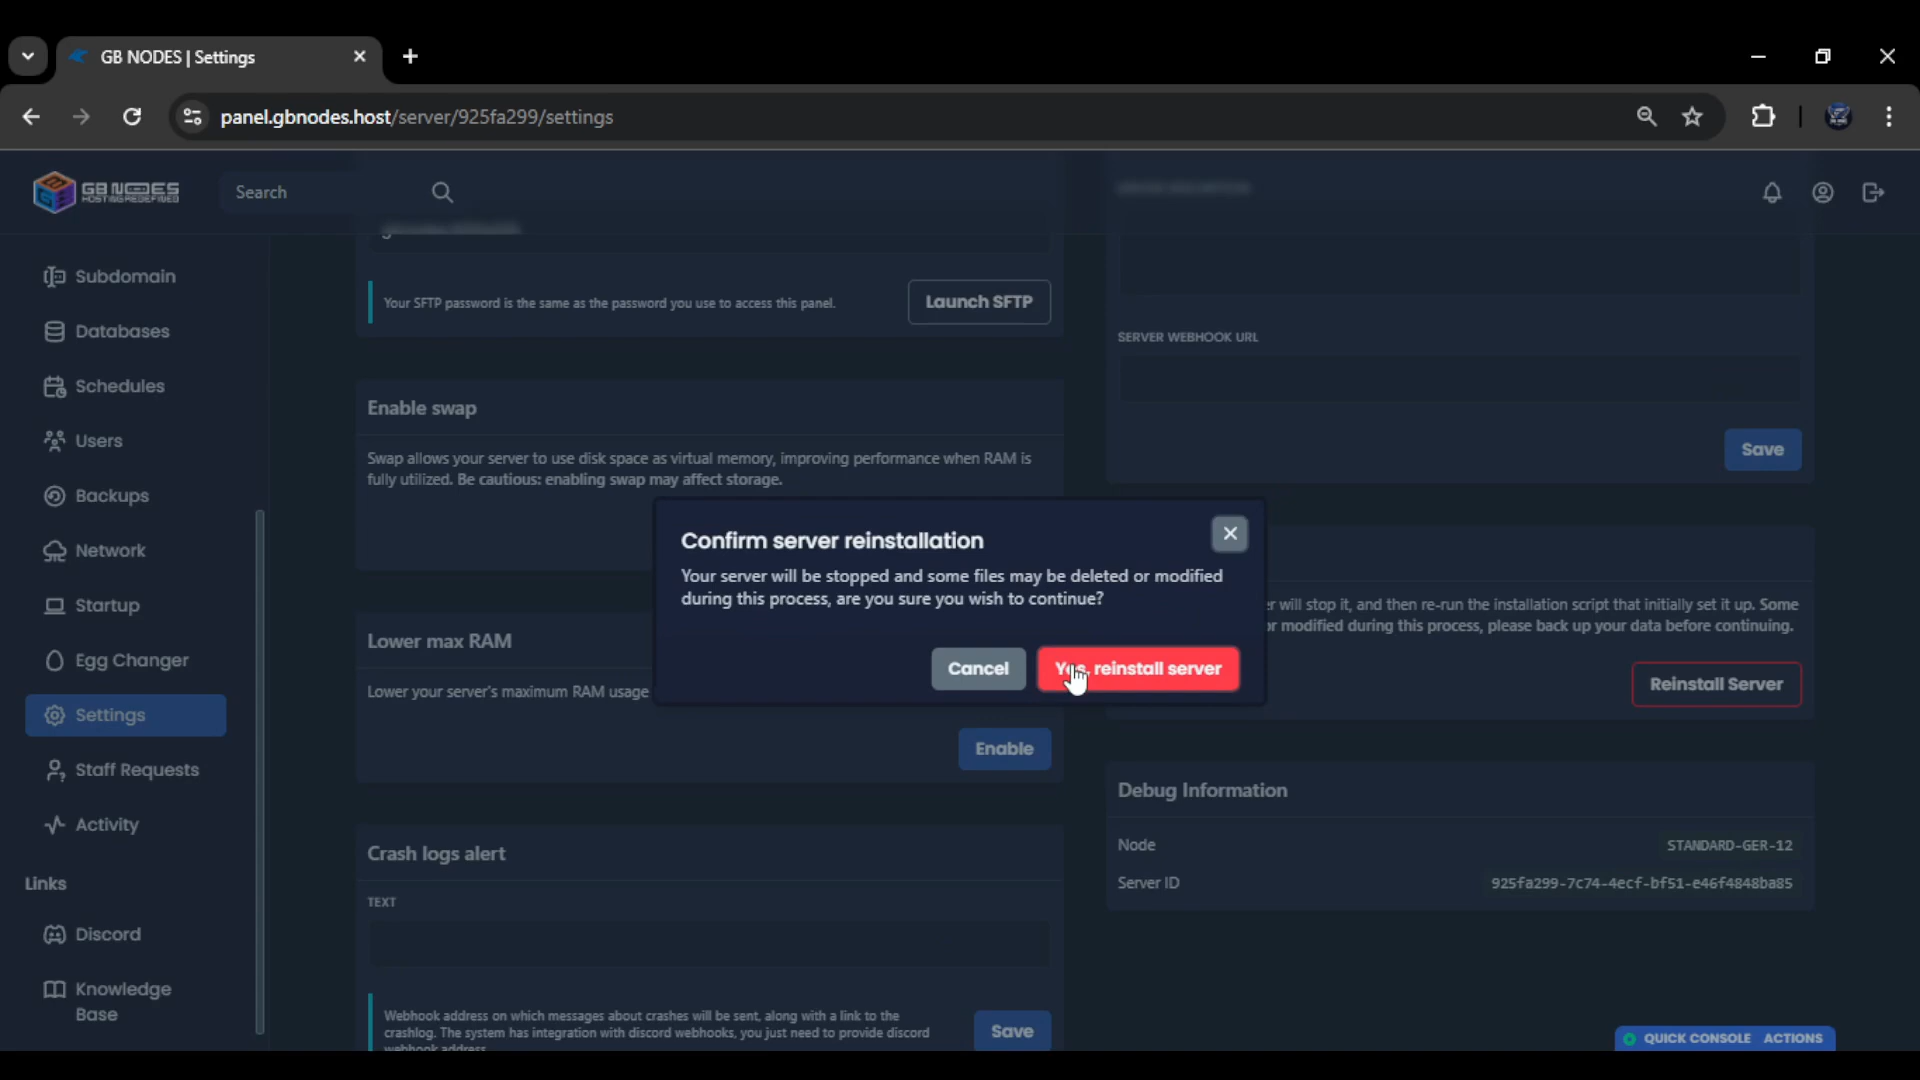 GB NODES | Settings
panel.gbnodes.host/server/925fa299/settings
GB NODES
HOSTING REDEFINED
Search
Subdomain
Databases
Schedules
Users
Backups
Network
Startup
Egg Changer
Settings
Staff Requests
Activity
Links
Discord
Knowledge
Base
Your SFTP password is the same as the password you use to access this panel.
Launch SFTP
Enable swap
Swap allows your server to use disk space as virtual memory, improving performance when RAM is
fully utilized. Be cautious: enabling swap may affect storage.
Lower max RAM
Lower your server's maximum RAM usage
Enable
Crash logs alert
TEXT
Webhook address on which messages about crashes will be sent, along with a link to the
crashlog. The system has integration with discord webhooks, you just need to provide discord
webhook address
Save
Confirm server reinstallation
Your server will be stopped and some files may be deleted or modified
during this process, are you sure you wish to continue?
Cancel
Yes, reinstall server
SERVER WEBHOOK URL
Save
r will stop it, and then re-run the installation script that initially set it up. Some
or modified during this process, please back up your data before continuing.
Reinstall Server
Debug Information
Node
STANDARD-GER-12
Server ID
925fa299-7c74-4ecf-bf51-e46f4848ba85
QUICK CONSOLE ACTIONS